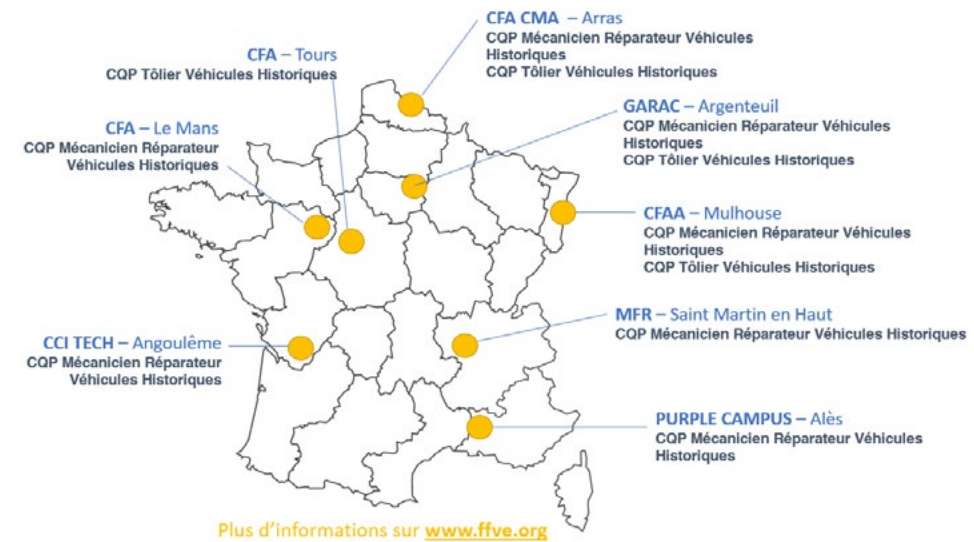 CFA CMA – Arras
CQP Mécanicien Réparateur Véhicules
Historiques
CQP Tôlier Véhicules Historiques
CFA – Tours
CQP Tôlier Véhicules Historiques
GARAC – Argenteuil
CQP Mécanicien Réparateur Véhicules
Historiques
CQP Tôlier Véhicules Historiques
CFA – Le Mans
CQP Mécanicien Réparateur
Véhicules Historiques
CFAA – Mulhouse
CQP Mécanicien Réparateur Véhicules
Historiques
CQP Tôlier Véhicules Historiques
MFR – Saint Martin en Haut
CQP Mécanicien Réparateur Véhicules Historiques
CCI TECH – Angoulême
CQP Mécanicien Réparateur
Véhicules Historiques
PURPLE CAMPUS – Alès
CQP Mécanicien Réparateur Véhicules
Historiques
Plus d'informations sur www.ffve.org